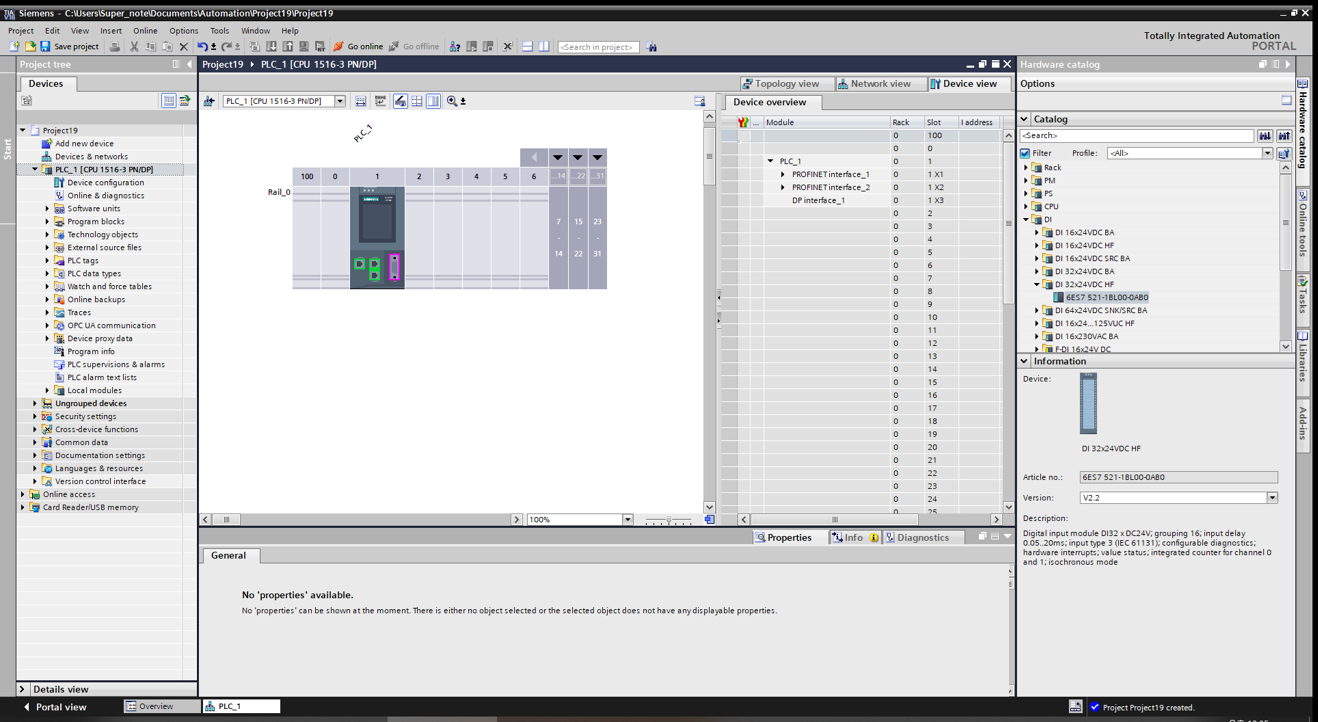 Siemens - C:\Users\Super_note\Documents\Automation\Project19\Project19
Project Edit View Insert Online Options Tools Window Help
Save project Go online Go offline <Search in project>
Totally Integrated Automation
PORTAL
Project tree
Devices
Start
Project19
Add new device
Devices & networks
PLC_1 [CPU 1516-3 PN/DP]
Device configuration
Online & diagnostics
Software units
Program blocks
Technology objects
External source files
PLC tags
PLC data types
Watch and force tables
Online backups
Traces
OPC UA communication
Device proxy data
Program info
PLC supervisions & alarms
PLC alarm text lists
Local modules
Ungrouped devices
Security settings
Cross-device functions
Common data
Documentation settings
Languages & resources
Version control interface
Online access
Card Reader/USB memory
Details view
Project19 PLC_1 [CPU 1516-3 PN/DP]
Topology view Network view Device view
PLC_1 [CPU 1516-3 PN/DP]
PLC_1
100 0 1 2 3 4 5 6 ...14 ...22 ...31
Rail_0
SIEMENS
7 15 23
- - -
14 22 31
100%
Device overview
... Module Rack Slot I address
0 100
0 0
PLC_1 0 1
PROFINET interface_1 0 1 X1
PROFINET interface_2 0 1 X2
DP interface_1 0 1 X3
0 2
0 3
0 4
0 5
0 6
0 7
0 8
0 9
0 10
0 11
0 12
0 13
0 14
0 15
0 16
0 17
0 18
0 19
0 20
0 21
0 22
0 23
0 24
0 25
Properties Info Diagnostics
General
No 'properties' available.
No 'properties' can be shown at the moment. There is either no object selected or the selected object does not have any displayable properties.
Hardware catalog
Options
Catalog
<Search>
Filter Profile: <All>
Rack
PM
PS
CPU
DI
DI 16x24VDC BA
DI 16x24VDC HF
DI 16x24VDC SRC BA
DI 32x24VDC BA
DI 32x24VDC HF
6ES7 521-1BL00-0AB0
DI 64x24VDC SNK/SRC BA
DI 16x24...125VUC HF
DI 16x230VAC BA
F-DI 16x24V DC
Information
Device:
DI 32x24VDC HF
Article no.: 6ES7 521-1BL00-0AB0
Version: V2.2
Description:
Digital input module DI32 x DC24V; grouping 16; input delay
0.05..20ms; input type 3 (IEC 61131); configurable diagnostics;
hardware interrupts; value status; integrated counter for channel 0
and 1; isochronous mode
Hardware catalog
Online tools
Tasks
Libraries
Add-ins
Portal view Overview PLC_1
Project Project19 created.